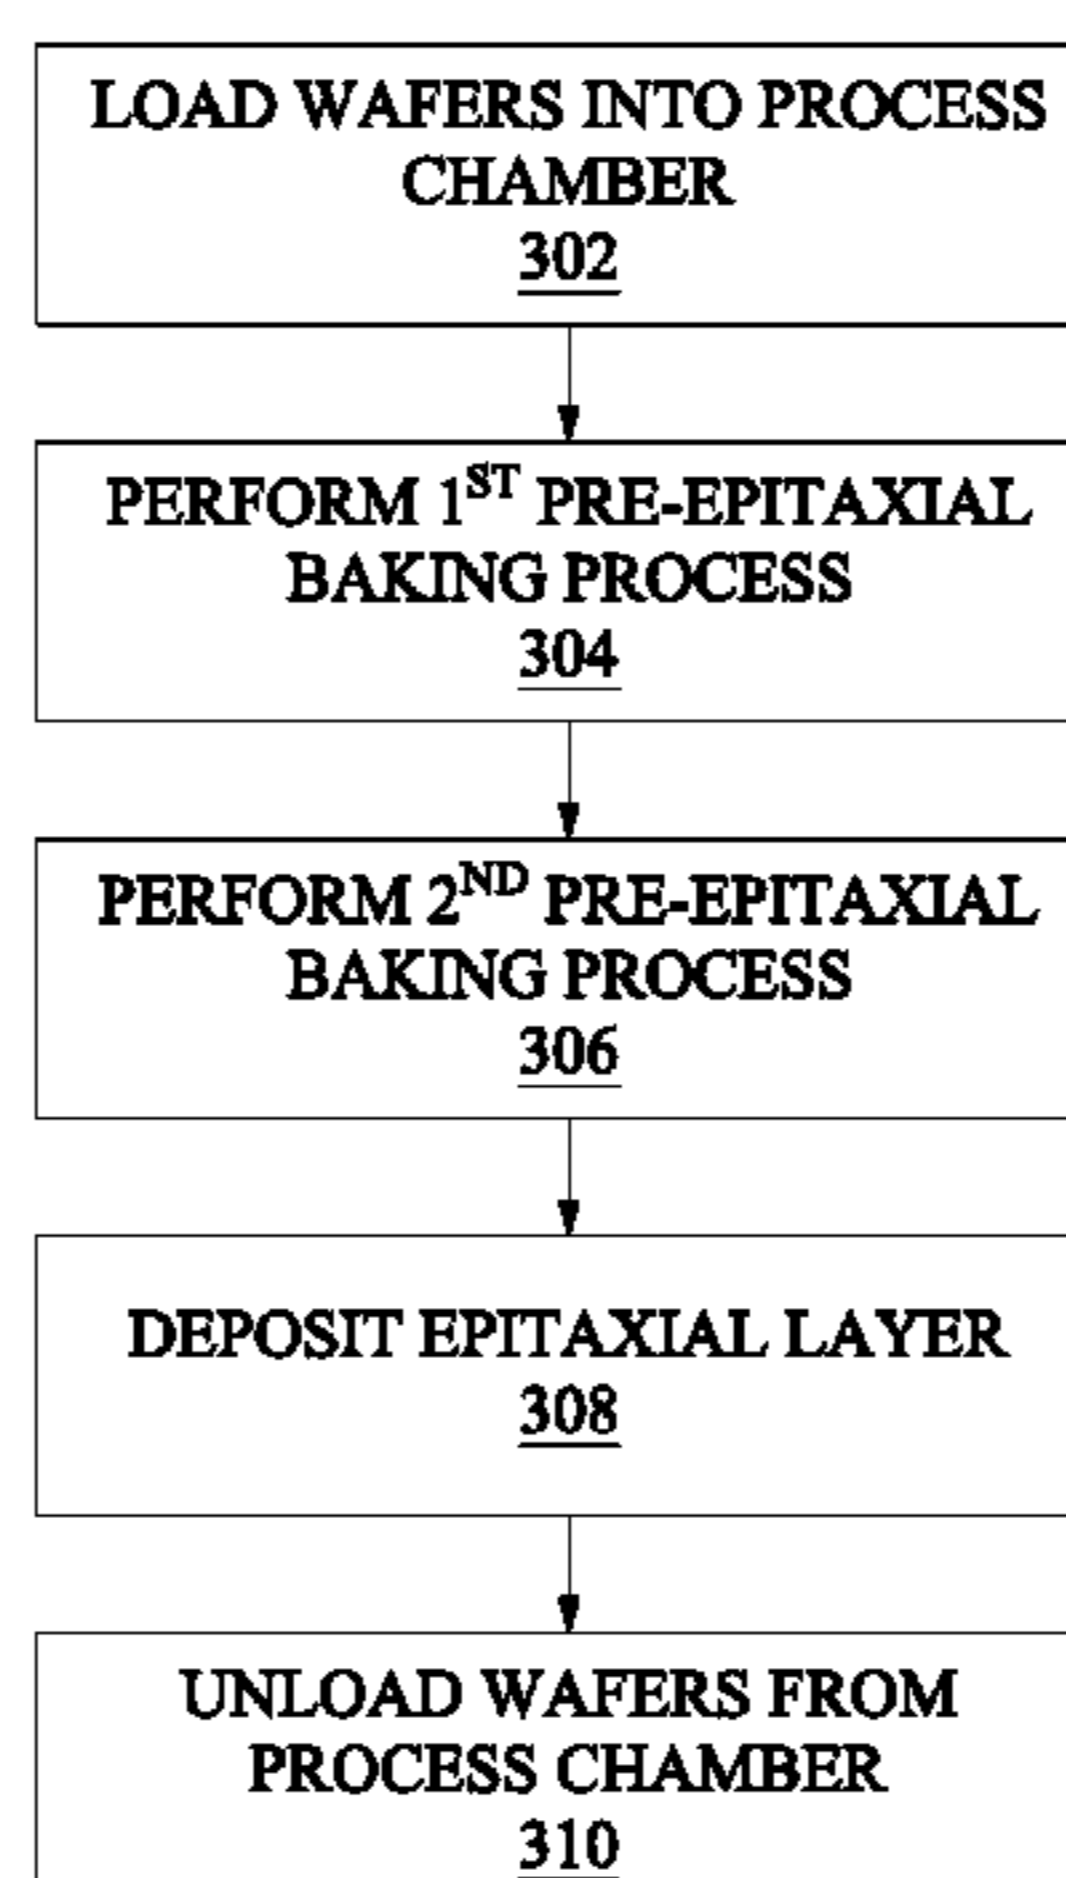 LOAD WAFERS INTO PROCESS
CHAMBER
302
PERFORM 1ST PRE-EPITAXIAL
BAKING PROCESS
304
PERFORM 2ND PRE-EPITAXIAL
BAKING PROCESS
306
DEPOSIT EPITAXIAL LAYER
308
UNLOAD WAFERS FROM
PROCESS CHAMBER
310